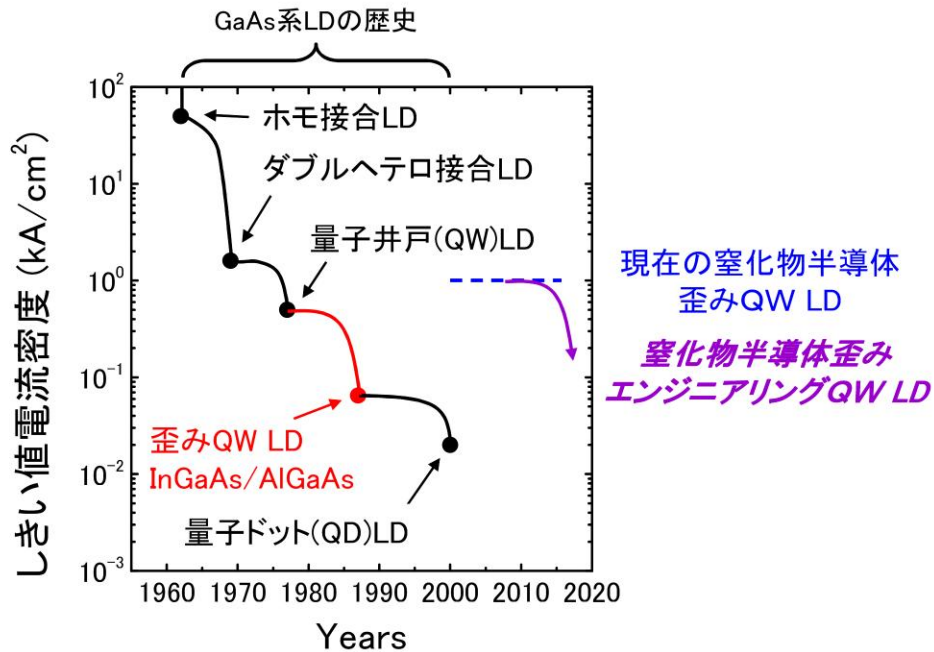 GaAs系LDの歴史
しきい値電流密度 (kA/cm²)
10²
10¹
10⁰
10⁻¹
10⁻²
10⁻³
ホモ接合LD
ダブルヘテロ接合LD
量子井戸(QW)LD
歪みQW LD
InGaAs/AlGaAs
量子ドット(QD)LD
現在の窒化物半導体
歪みQW LD
窒化物半導体歪み
エンジニアリングQW LD
1960 1970 1980 1990 2000 2010 2020
Years